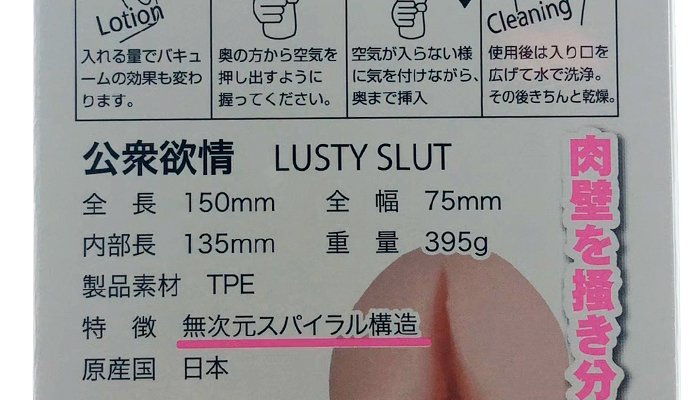 Lotion
Cleaning
入れる量でバキュ
ームの効果も変わ
ります。
奥の方から空気を
押し出すように
握ってください。
空気が入らない様
に気を付けながら、
奥まで挿入
使用後は入り口を
広げて水で洗浄。
その後きちんと乾燥。
公衆欲情 LUSTY SLUT
全長 150mm 全幅 75mm
内部長 135mm 重量 395g
製品素材 TPE
特徴 無次元スパイラル構造
原産国 日本
肉壁を掻き分